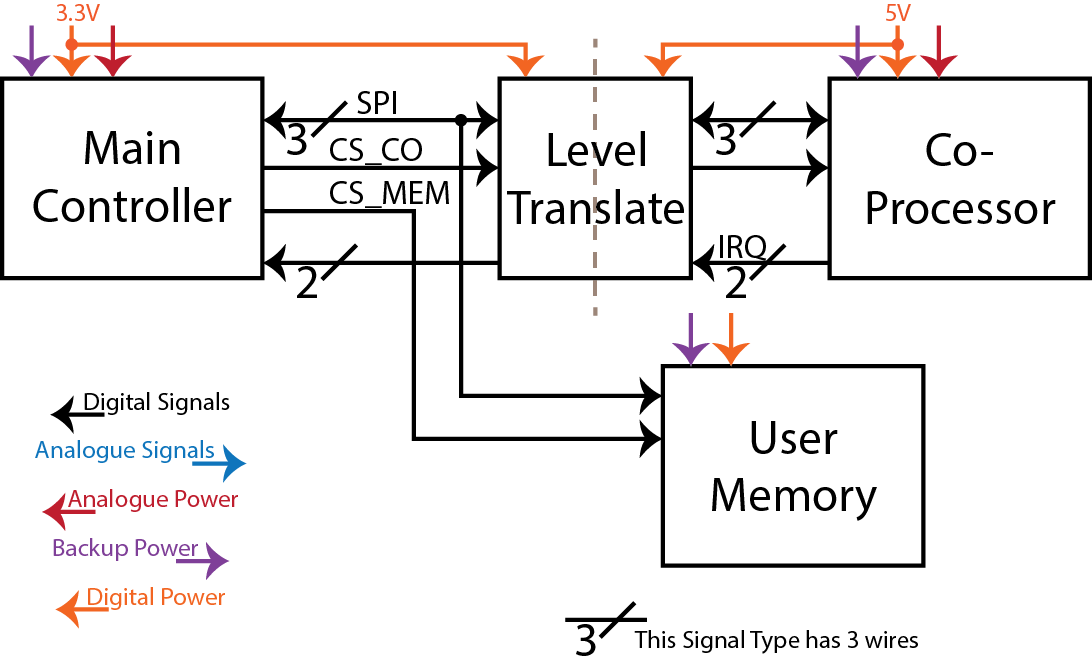 3.3V
5V
SPI
3
3
CS_CO
CS_MEM
Main
Controller
Level
Translate
Co-
Processor
IRQ
2
2
Digital Signals
Analogue Signals
Analogue Power
Backup Power
Digital Power
User
Memory
3
This Signal Type has 3 wires